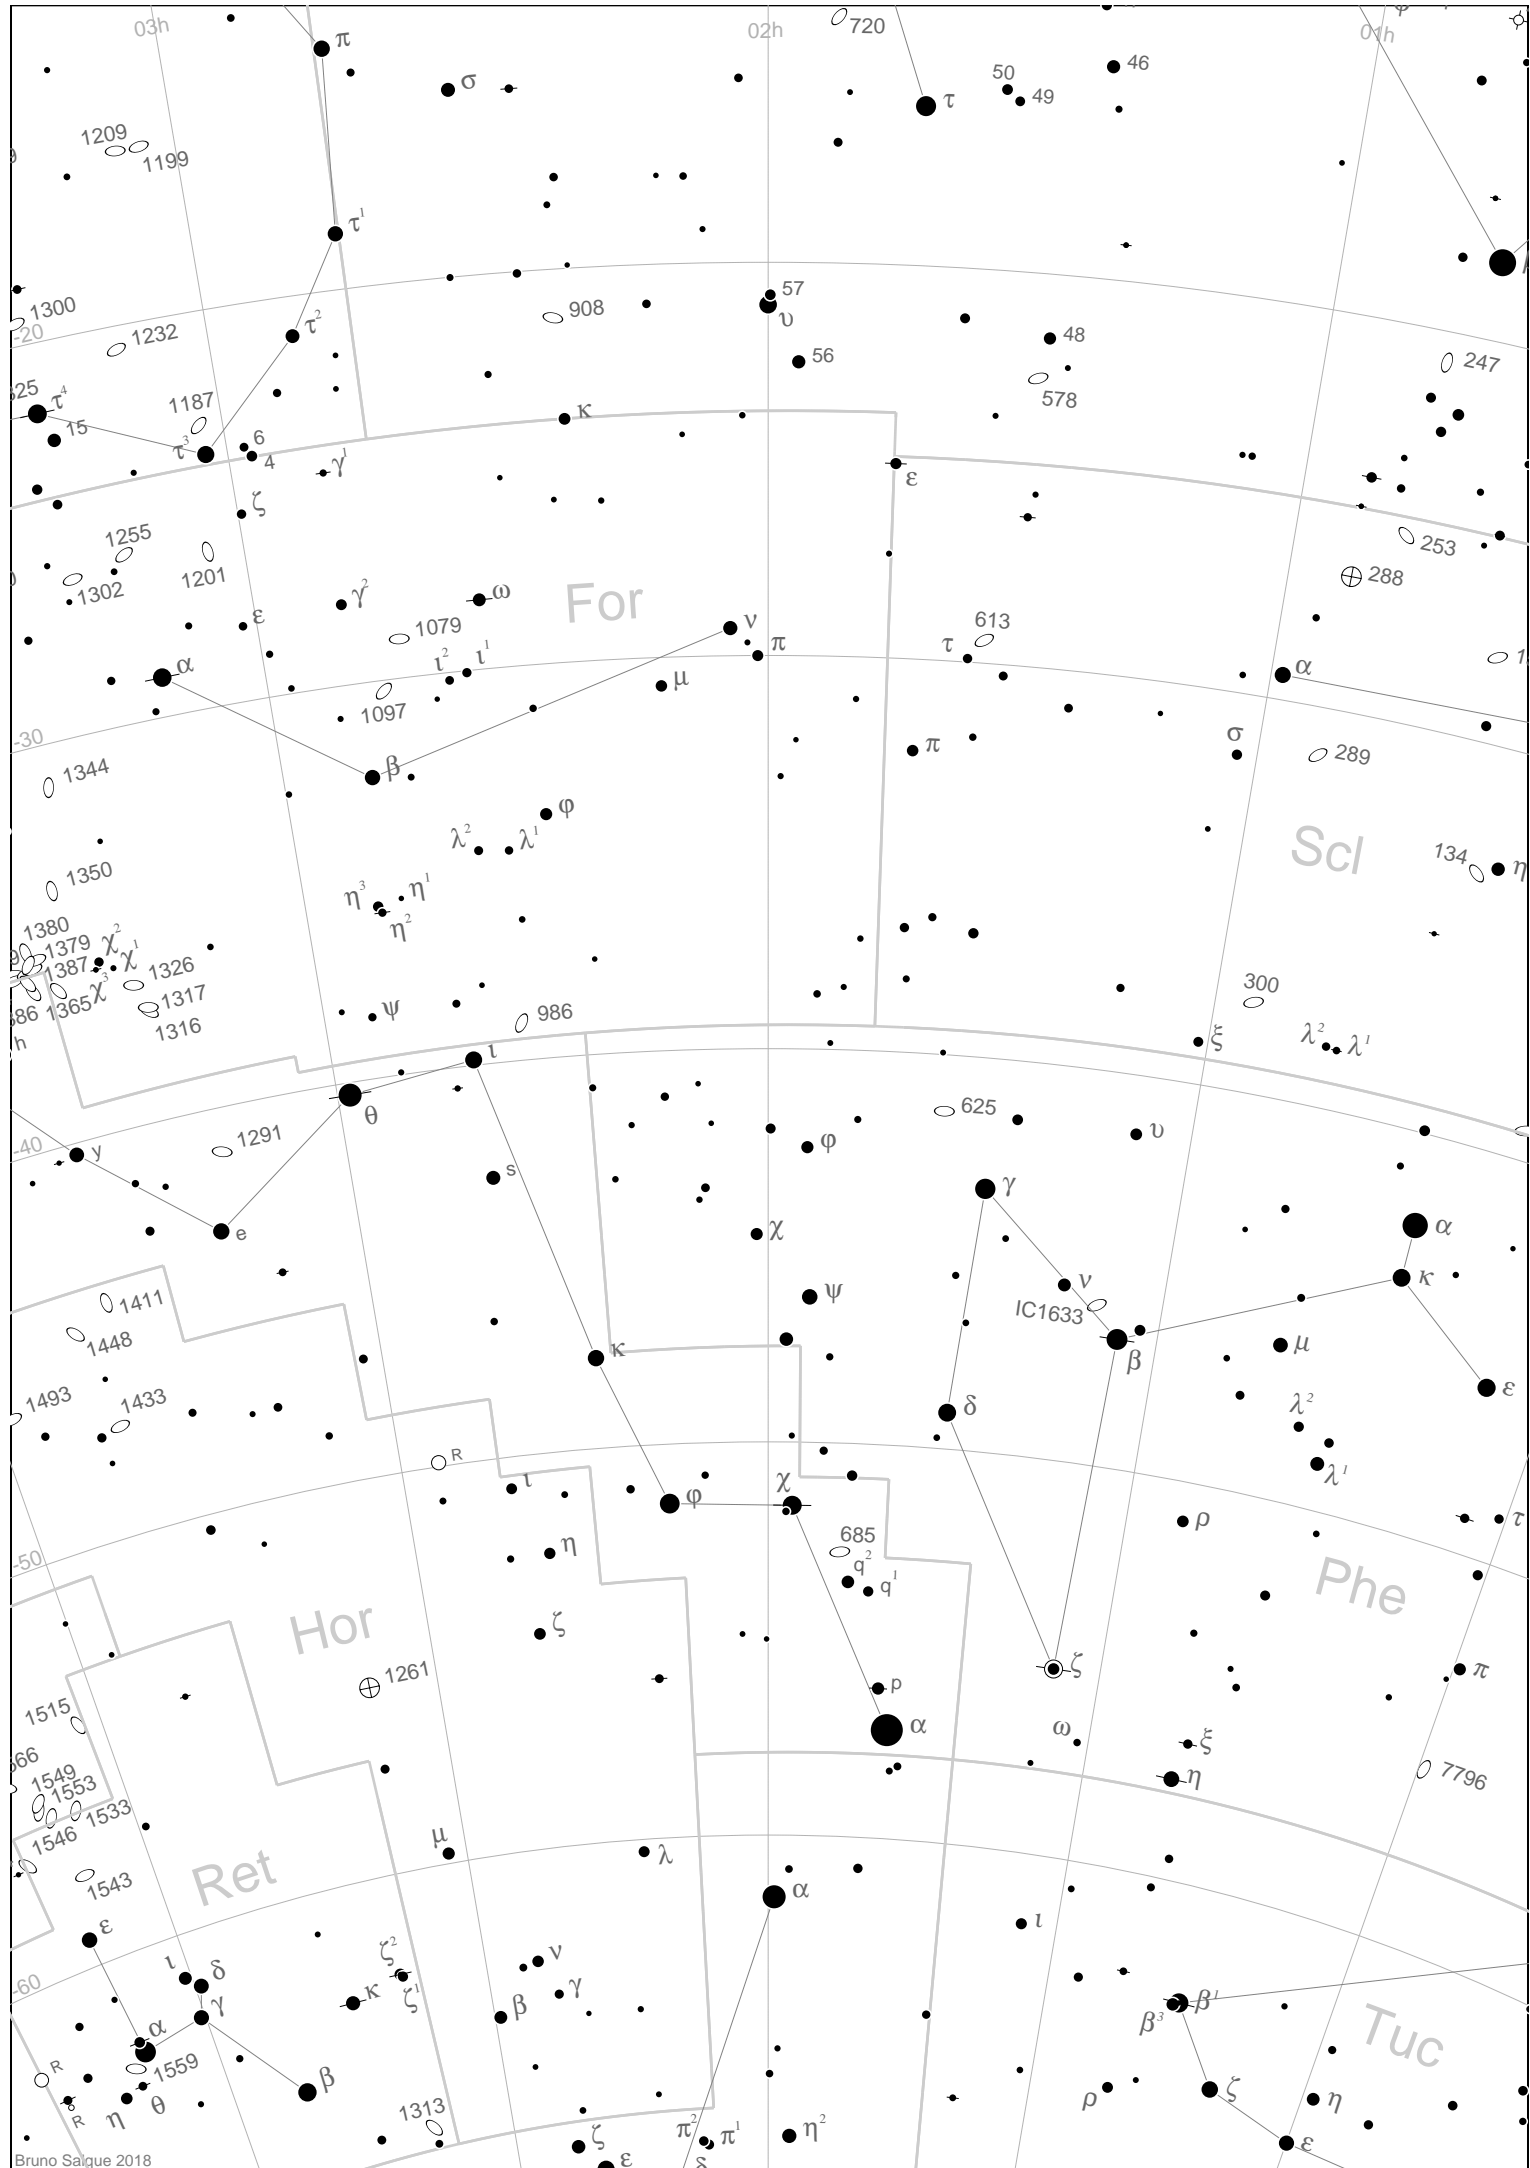 03h
02h
01h
720
π
σ
τ
50
49
46
1209
1199
τ1
1300
-20
1232
τ2
908
57
υ
56
48
578
247
τ4
15
1187
τ3
6
4
γ1
κ
ε
ζ
1255
1302
1201
253
288
γ2
ω
For
1079
ν
π
613
τ
ε
α
ι2
ι1
μ
1097
α
-30
1344
β
π
σ
289
φ
λ2
λ1
Scl
134
η
1350
η3
η1
η2
1380
1379
1387
χ2
χ1
χ3
1326
1317
1316
1365
h
ψ
986
300
ξ
λ2
λ1
ι
θ
625
υ
φ
-40
y
1291
s
e
γ
χ
α
κ
ν
IC1633
ψ
β
μ
ε
1411
1448
κ
δ
λ2
λ1
1493
1433
R
ι
φ
χ
ρ
τ
-50
η
685
q2
q1
Phe
Hor
ζ
1261
p
α
ζ
π
ω
ξ
η
7796
1515
1549
1553
1533
1546
1543
Ret
μ
λ
α
ι
ε
-60
ι
δ
γ
κ
ζ2
ζ1
ν
γ
β
β1
β3
Tuc
α
1559
R
R
η
θ
β
1313
ρ
ζ
η
ε
ζ
ε
π2
π1
δ
η2
Bruno Salque 2018